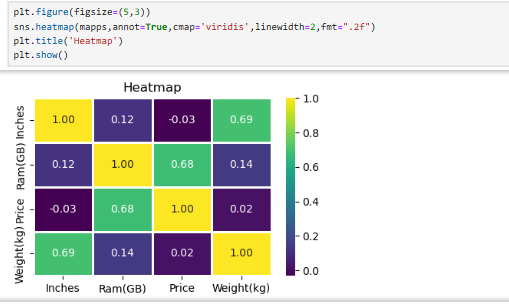 plt.figure(figsize=(5,3))
sns.heatmap(mapps,annot=True,cmap='viridis',linewidth=2,fmt=".2f")
plt.title('Heatmap')
plt.show()
Heatmap
Inches 1.00 0.12 -0.03 0.69
Ram(GB) 0.12 1.00 0.68 0.14
Price -0.03 0.68 1.00 0.02
Weight(kg) 0.69 0.14 0.02 1.00
Inches Ram(GB) Price Weight(kg)
1.0
0.8
0.6
0.4
0.2
0.0